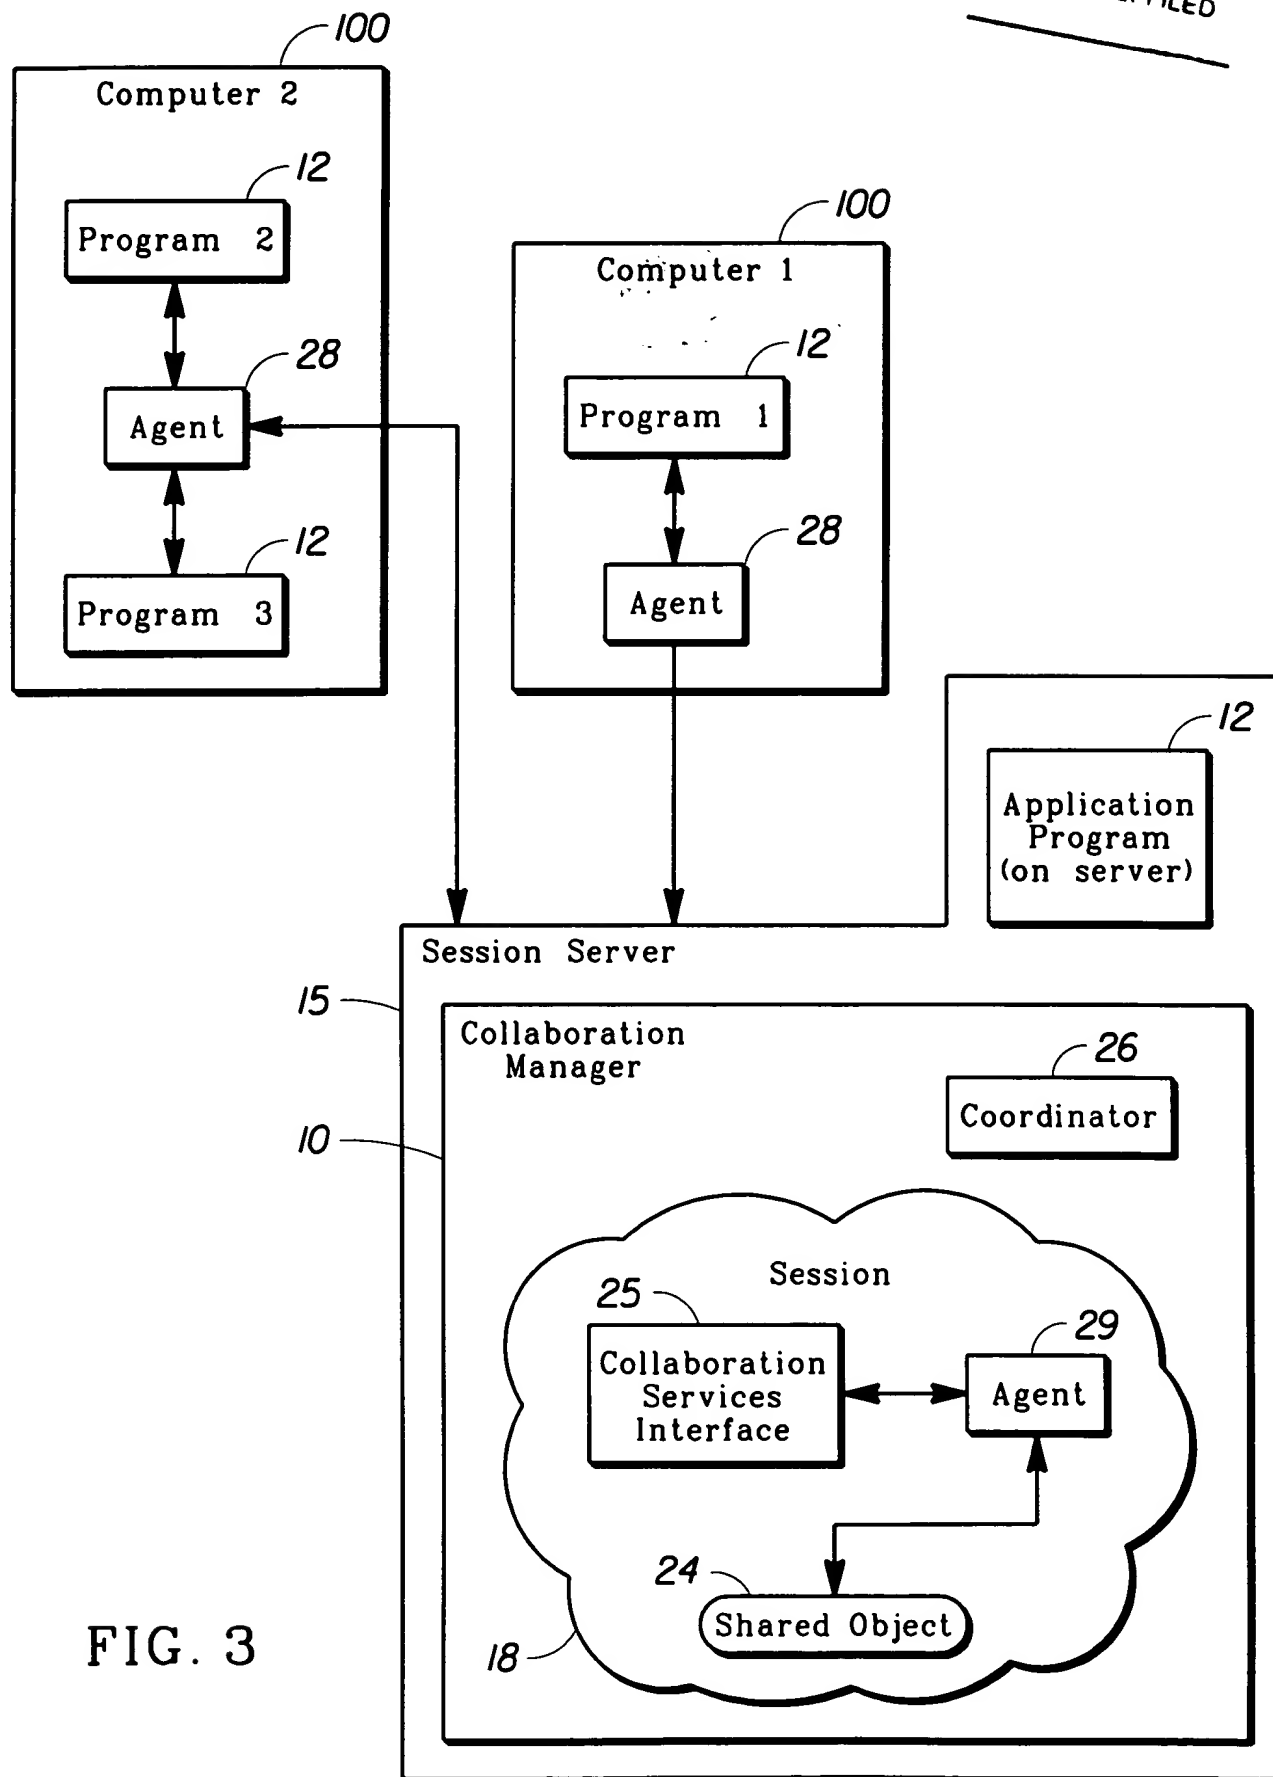 FILED
100
Computer 2
12
Program 2
28
Agent
12
Program 3
100
Computer 1
12
Program 1
28
Agent
12
Application
Program
(on server)
Session Server
15
Collaboration
Manager
26
Coordinator
10
Session
25
Collaboration
Services
Interface
29
Agent
24
Shared Object
18
FIG. 3